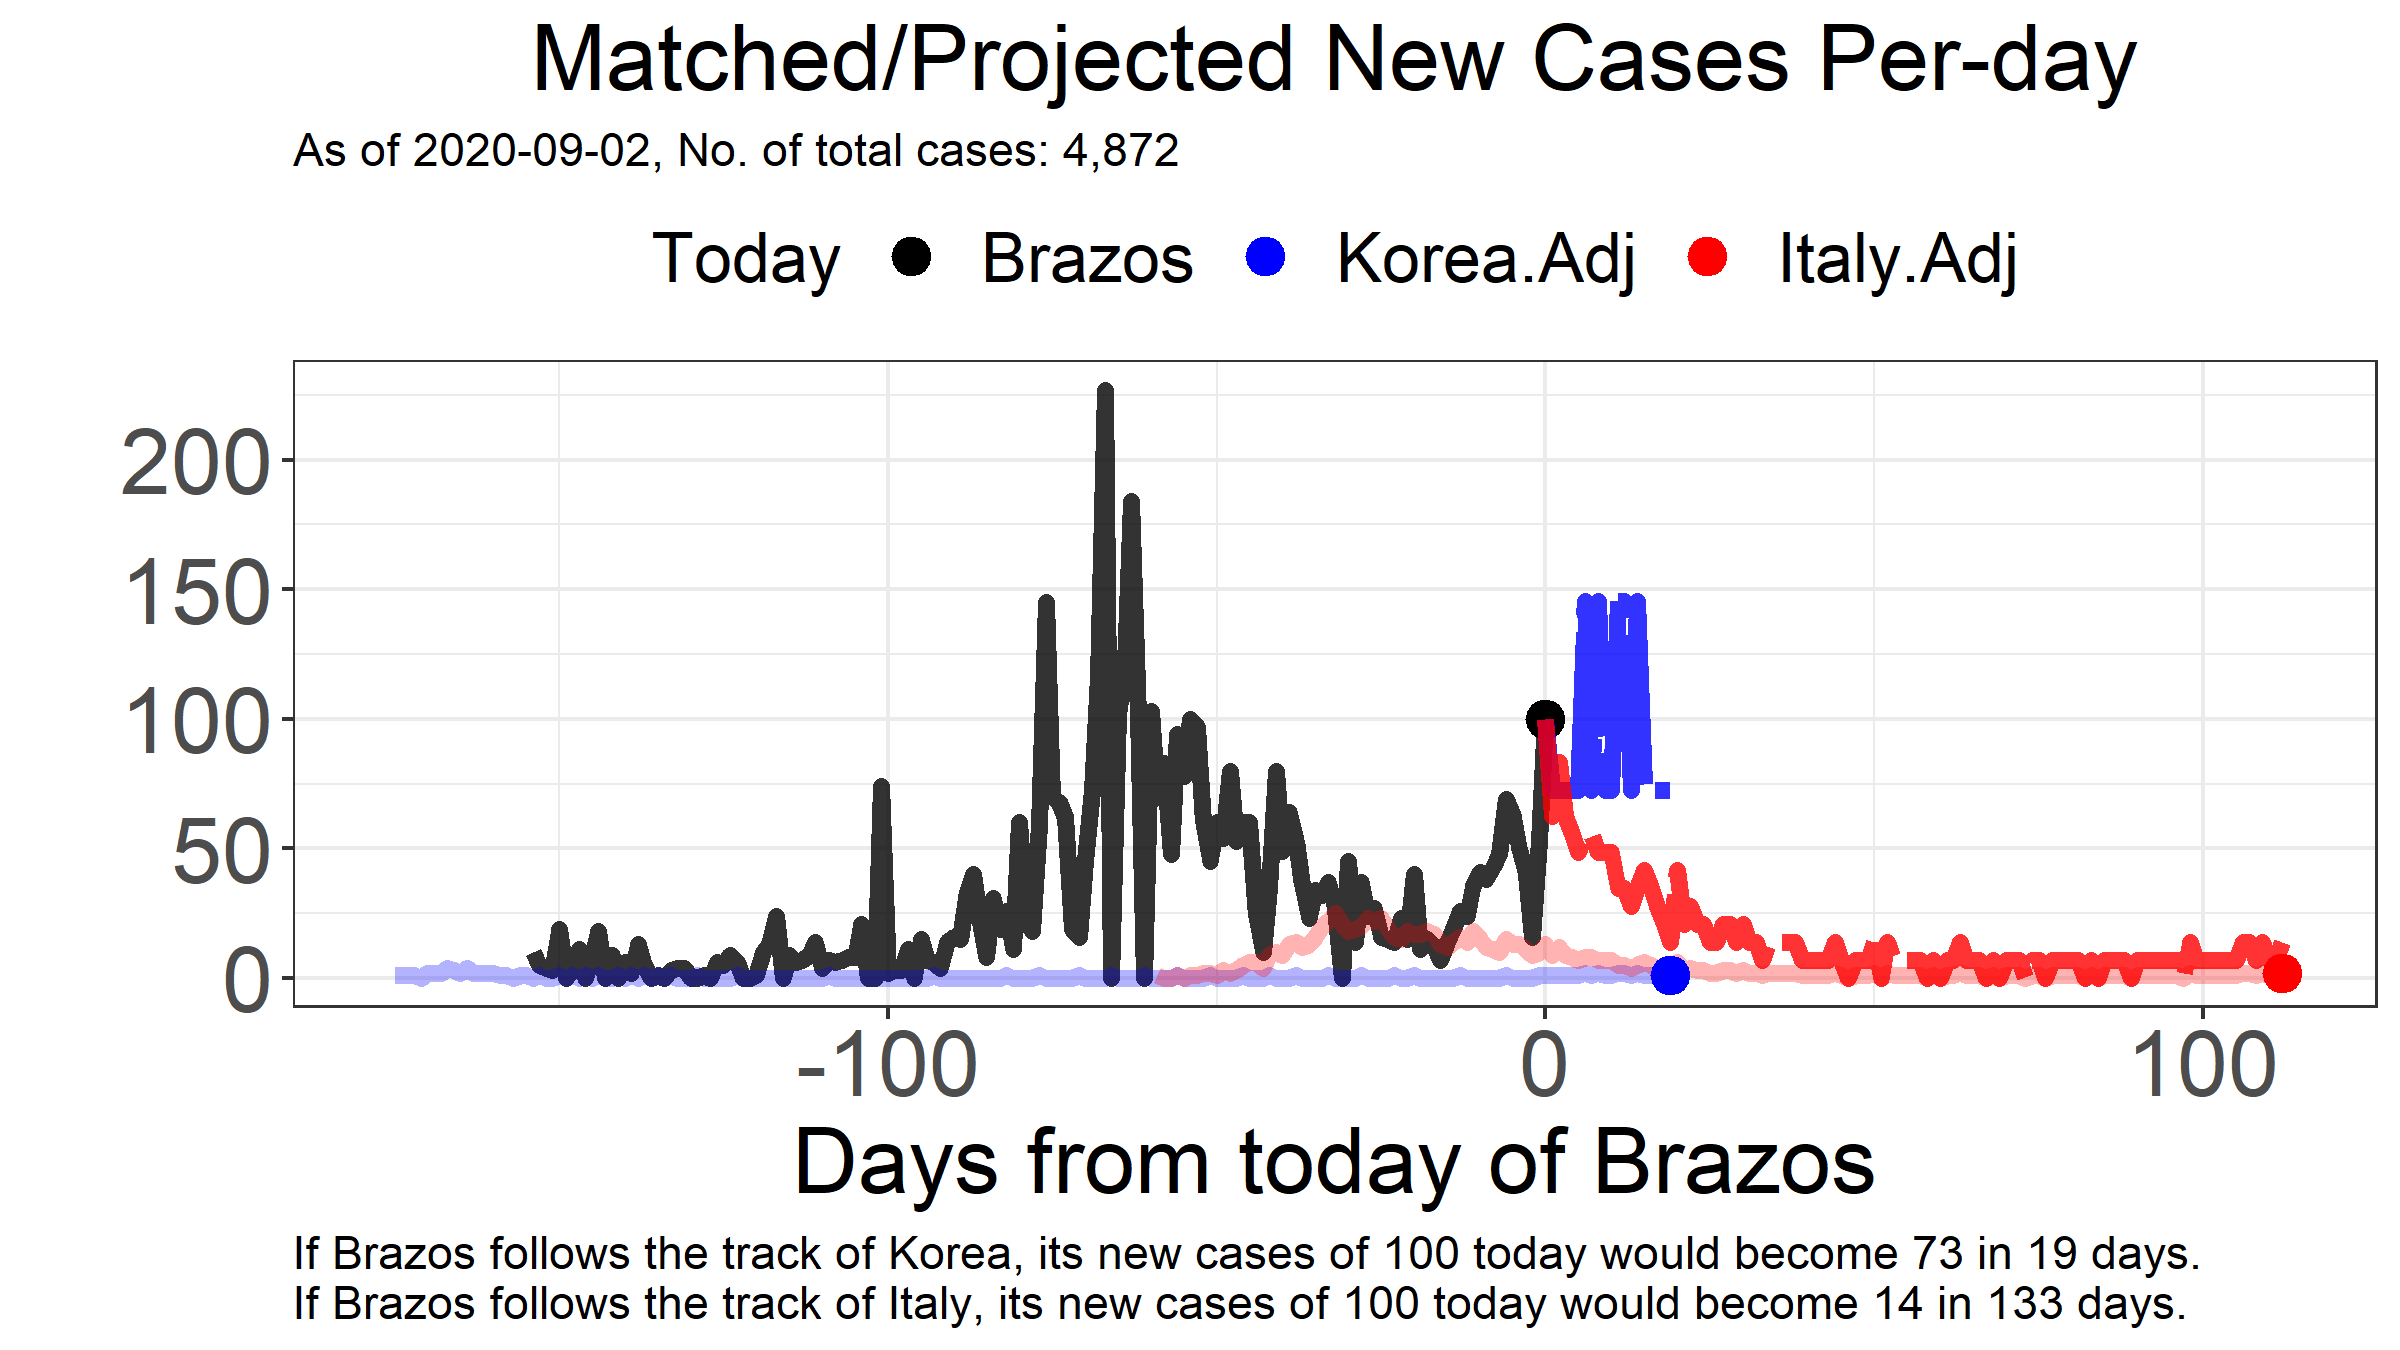 Matched/Projected New Cases Per-day
As of 2020-09-02, No. of total cases: 4,872
Today Brazos Korea.Adj Italy.Adj
200
150
100
50
0
-100 0 100
Days from today of Brazos
If Brazos follows the track of Korea, its new cases of 100 today would become 73 in 19 days.
If Brazos follows the track of Italy, its new cases of 100 today would become 14 in 133 days.